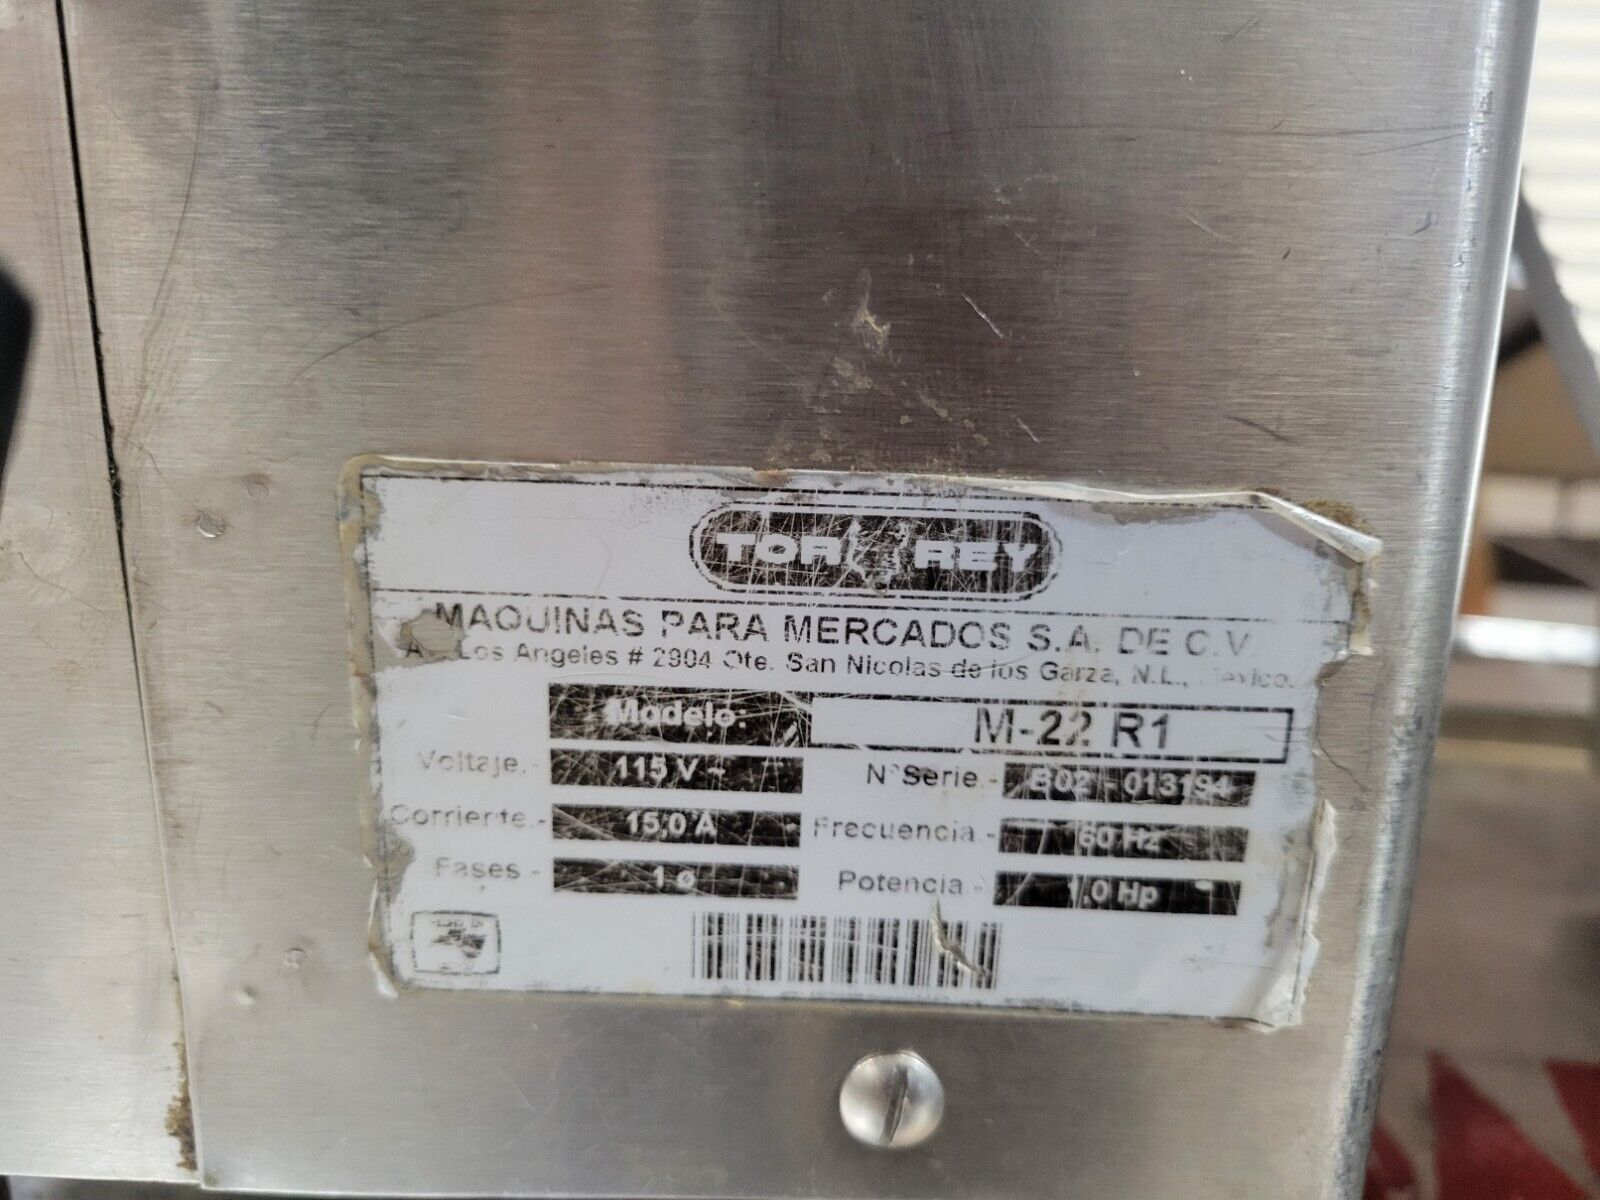 TOR REY
MAQUINAS PARA MERCADOS S.A. DE C.V.
Los Angeles # 2904 Ote. San Nicolas de los Garza, N.L., Mexico.
Modelo: M-22 R1
Voltaje.- 115 V ~ N° Serie.- B02 - 013194
Corriente.- 15.0 A Frecuencia.- 60 Hz
Fases - 1 ø Potencia.- 1.0 Hp